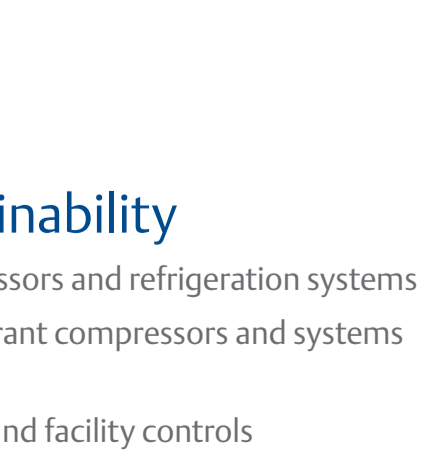 inability
ssors and refrigeration systems
rant compressors and systems
nd facility controls